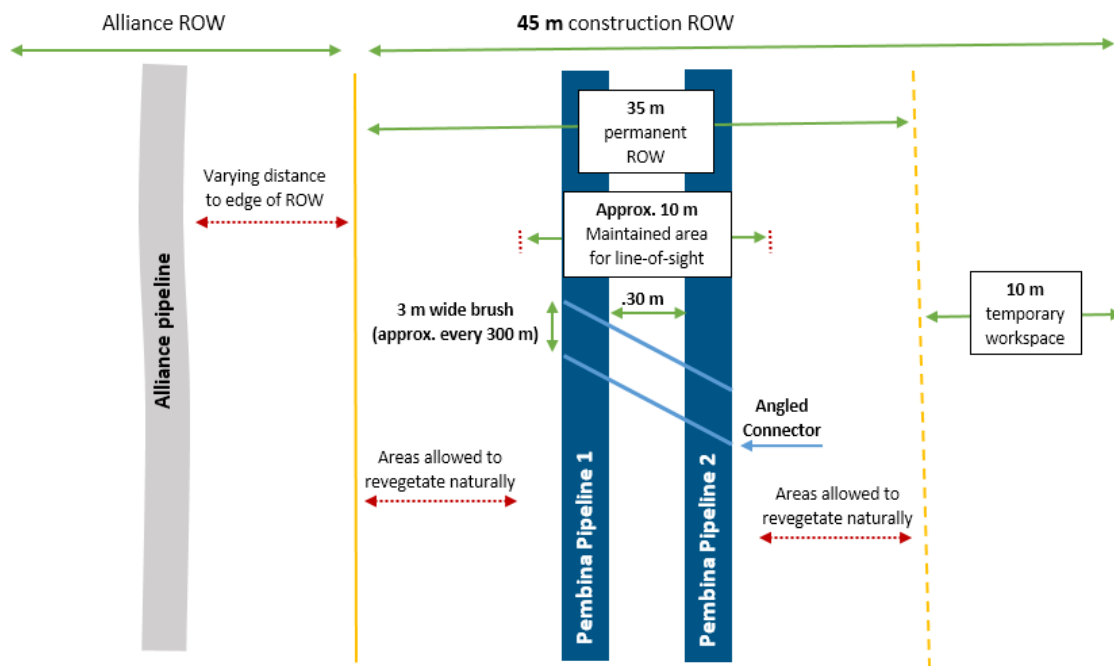 Alliance ROW
45 m construction ROW
35 m
permanent
ROW
Varying distance
to edge of ROW
Approx. 10 m
Maintained area
for line-of-sight
3 m wide brush
(approx. every 300 m)
.30 m
10 m
temporary
workspace
Alliance pipeline
Angled
Connector
Areas allowed to
revegetate naturally
Pembina Pipeline 1
Pembina Pipeline 2
Areas allowed to
revegetate naturally